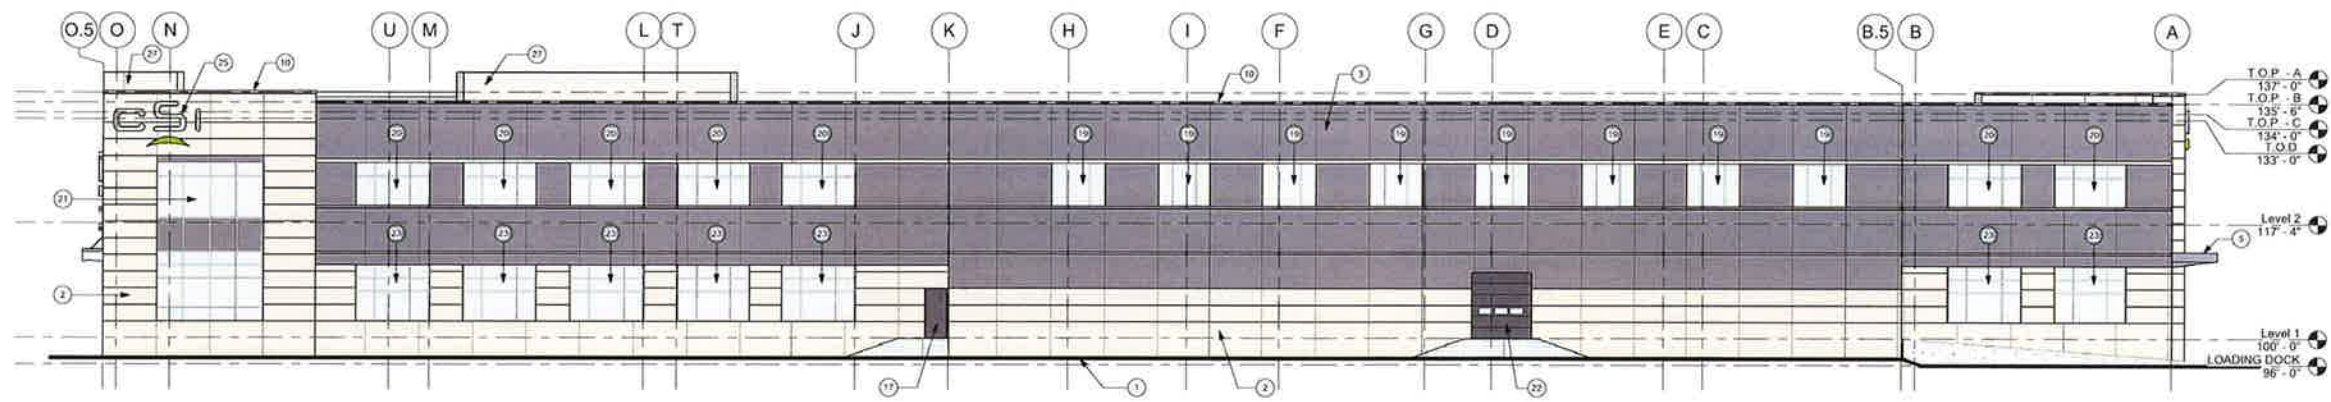 O.5 O N U M L T J K H I F G D E C B.5 B A
27 25 10 27 10 3
T.O.P - A
137' - 0"
T.O.P - B
135' - 6"
T.O.P - C
134' - 0"
T.O.D
133' - 0"
CSI
20 20 20 20 20 19 19 19 19 19 19 19 19 20 20
21
Level 2
117' - 4"
23 23 23 23 23 23 23 5
2
Level 1
100' - 0"
LOADING DOCK
96' - 0"
17 1 2 22